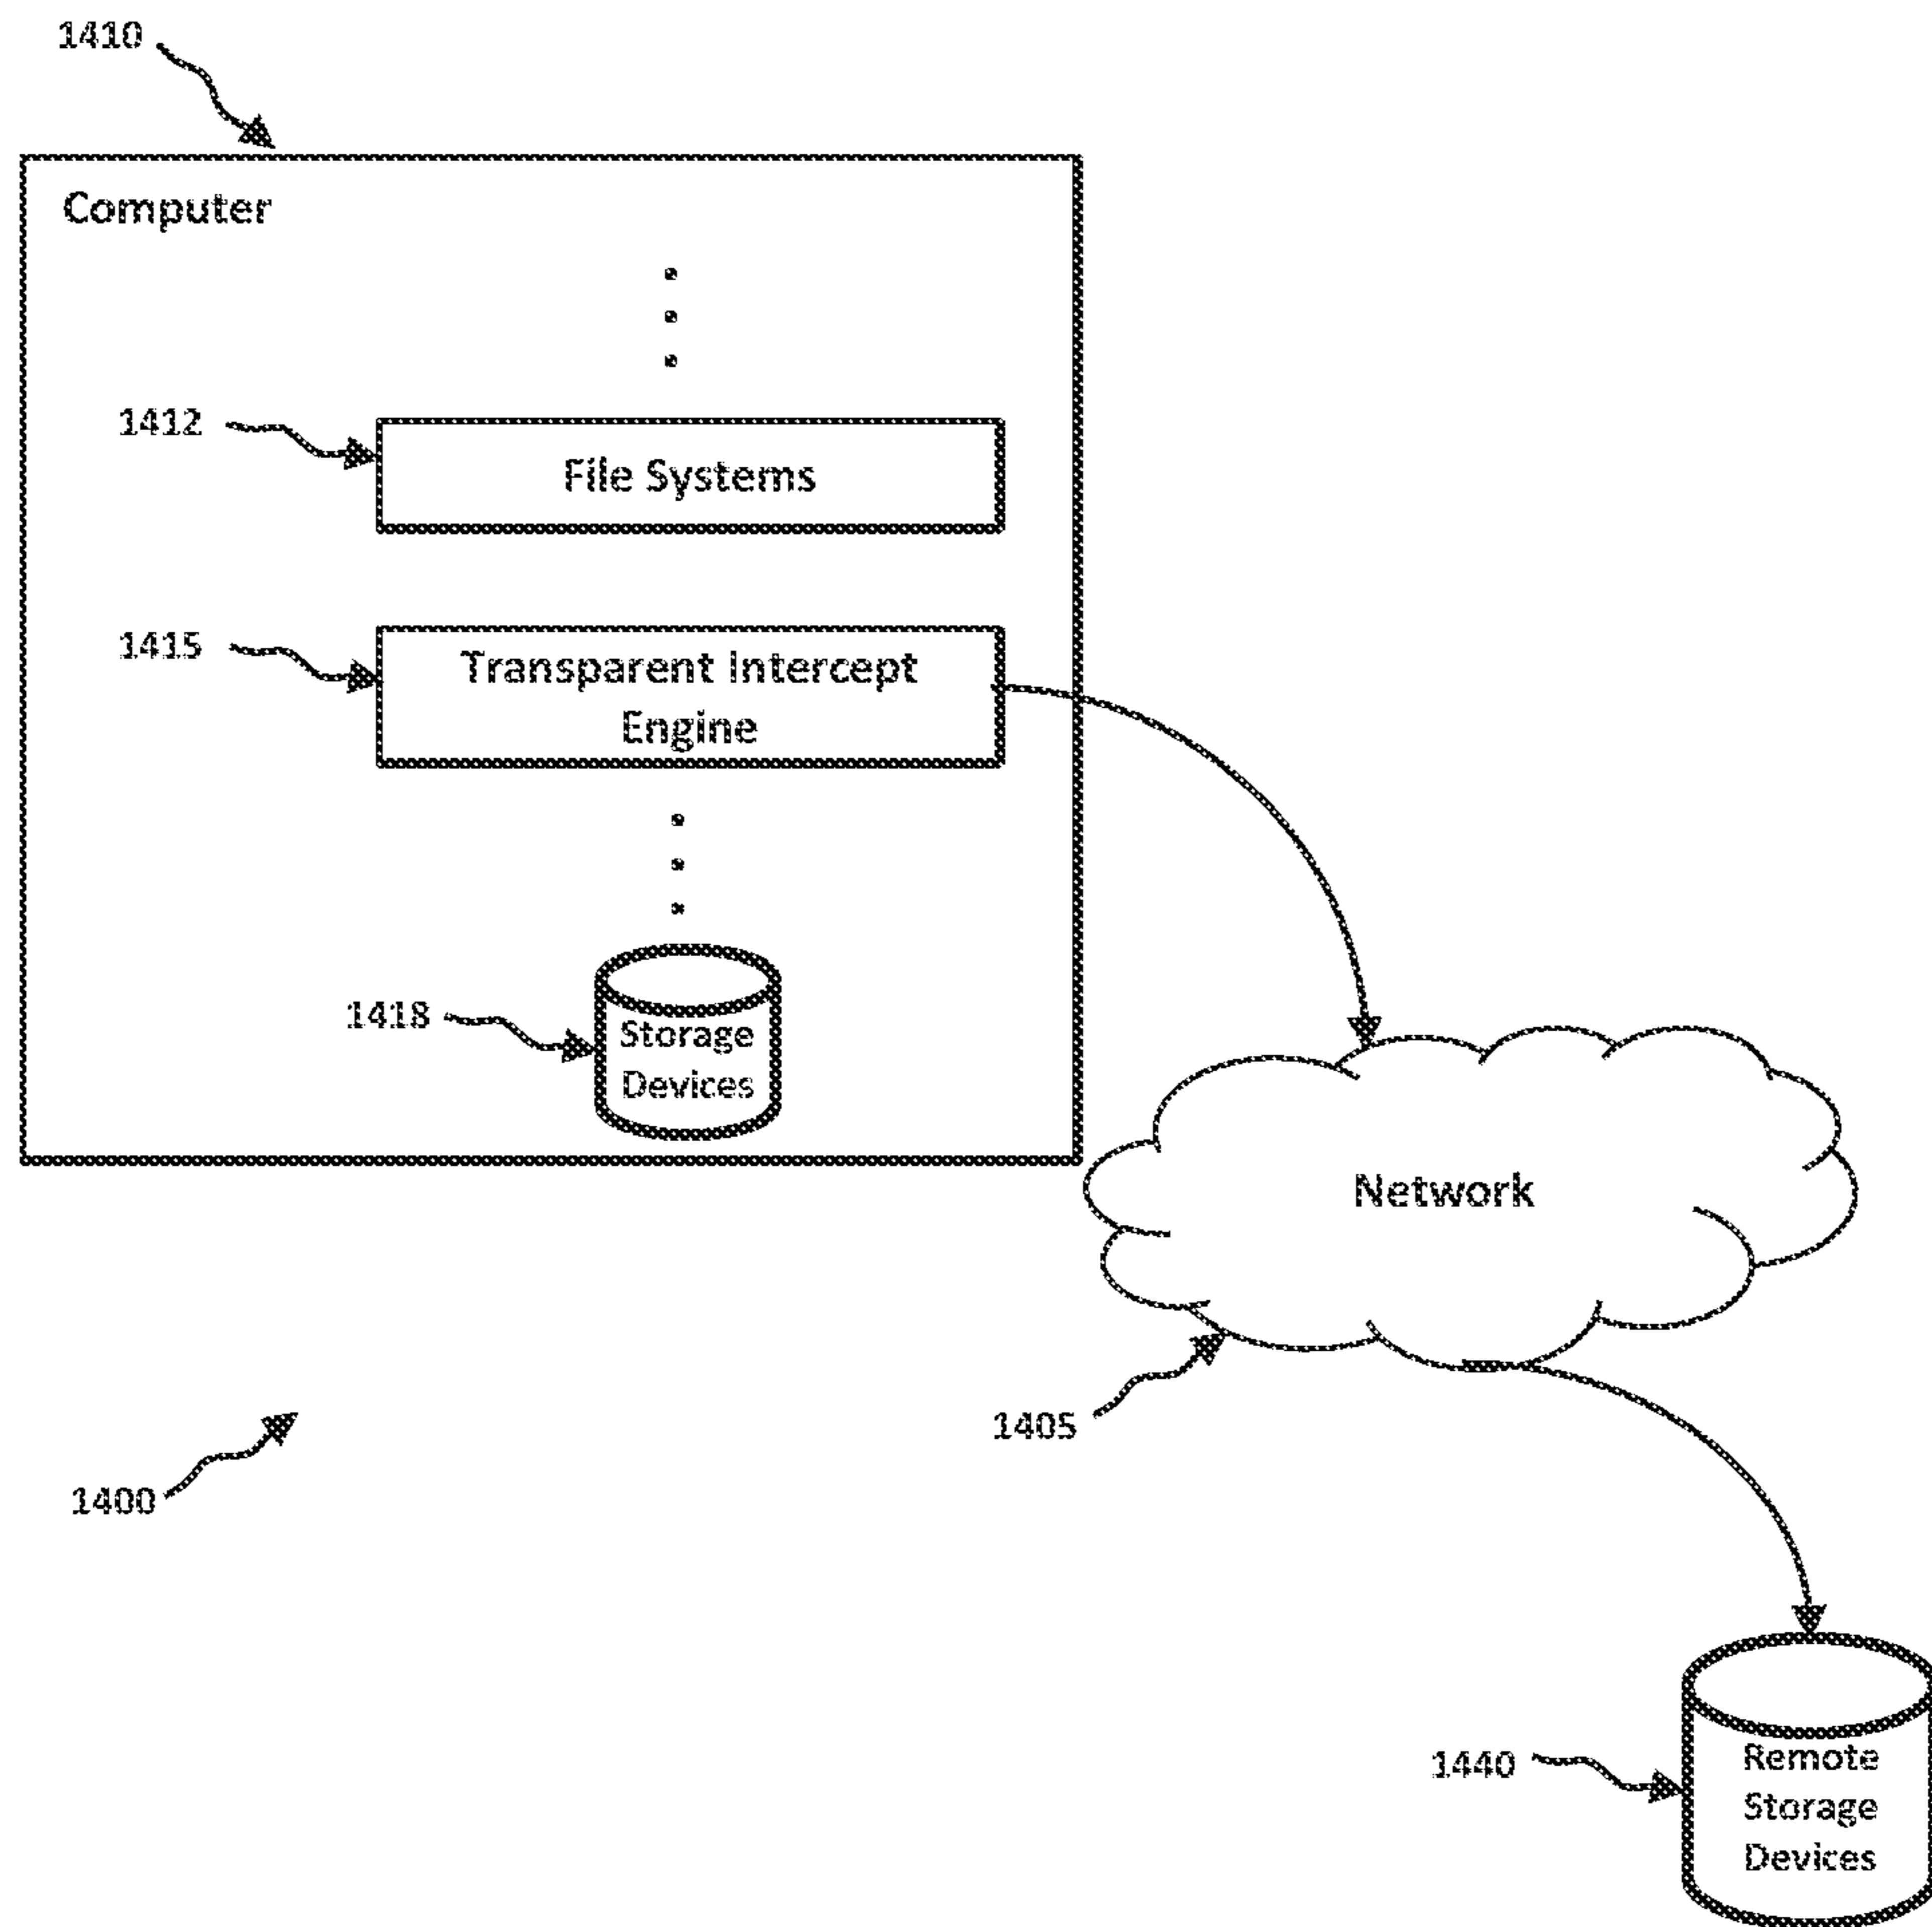 1410
Computer
1412
File Systems
1415
Transparent Intercept
Engine
1418
Storage
Devices
Network
1405
1400
1440
Remote
Storage
Devices